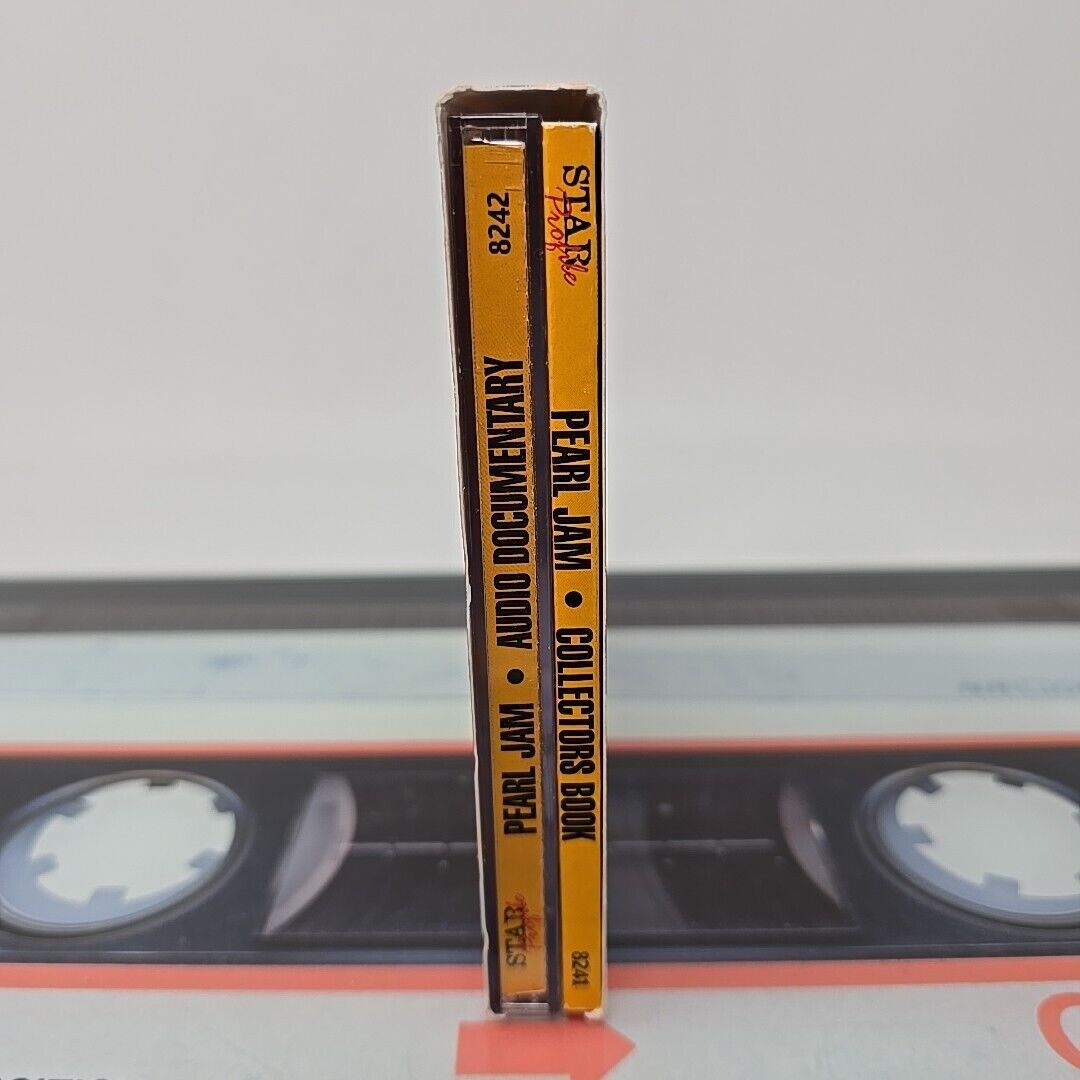 STAR Profile PEARL JAM • AUDIO DOCUMENTARY 8242
STAR Profile PEARL JAM • COLLECTORS BOOK 8241